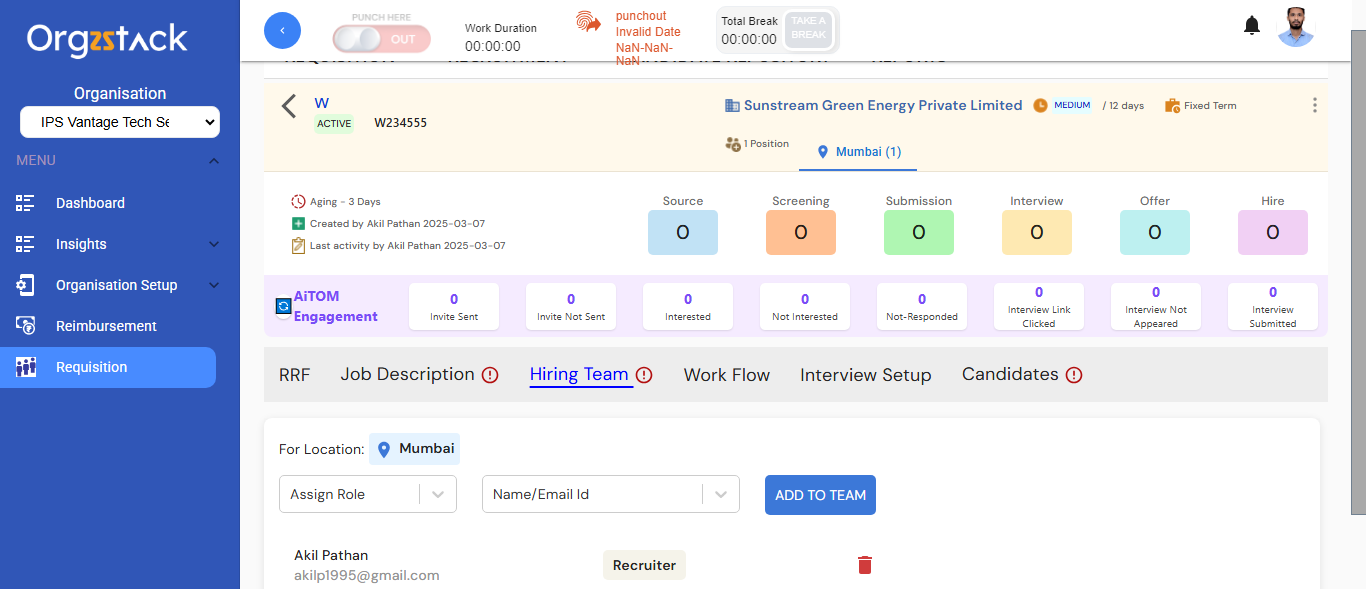 Orgzstack
Organisation
IPS Vantage Tech Se
MENU
Dashboard
Insights
Organisation Setup
Reimbursement
Requisition
PUNCH HERE
OUT
Work Duration
00:00:00
punchout
Invalid Date
NaN-NaN-
NaN
Total Break
00:00:00
TAKE A
BREAK
W
ACTIVE
W234555
Sunstream Green Energy Private Limited
MEDIUM
/ 12 days
Fixed Term
1 Position
Mumbai (1)
Aging - 3 Days
Created by Akil Pathan 2025-03-07
Last activity by Akil Pathan 2025-03-07
Source
0
Screening
0
Submission
0
Interview
0
Offer
0
Hire
0
AiTOM
Engagement
0
Invite Sent
0
Invite Not Sent
0
Interested
0
Not Interested
0
Not-Responded
0
Interview Link
Clicked
0
Interview Not
Appeared
0
Interview
Submitted
RRF
Job Description
Hiring Team
Work Flow
Interview Setup
Candidates
For Location:
Mumbai
Assign Role
Name/Email Id
ADD TO TEAM
Akil Pathan
akilp1995@gmail.com
Recruiter